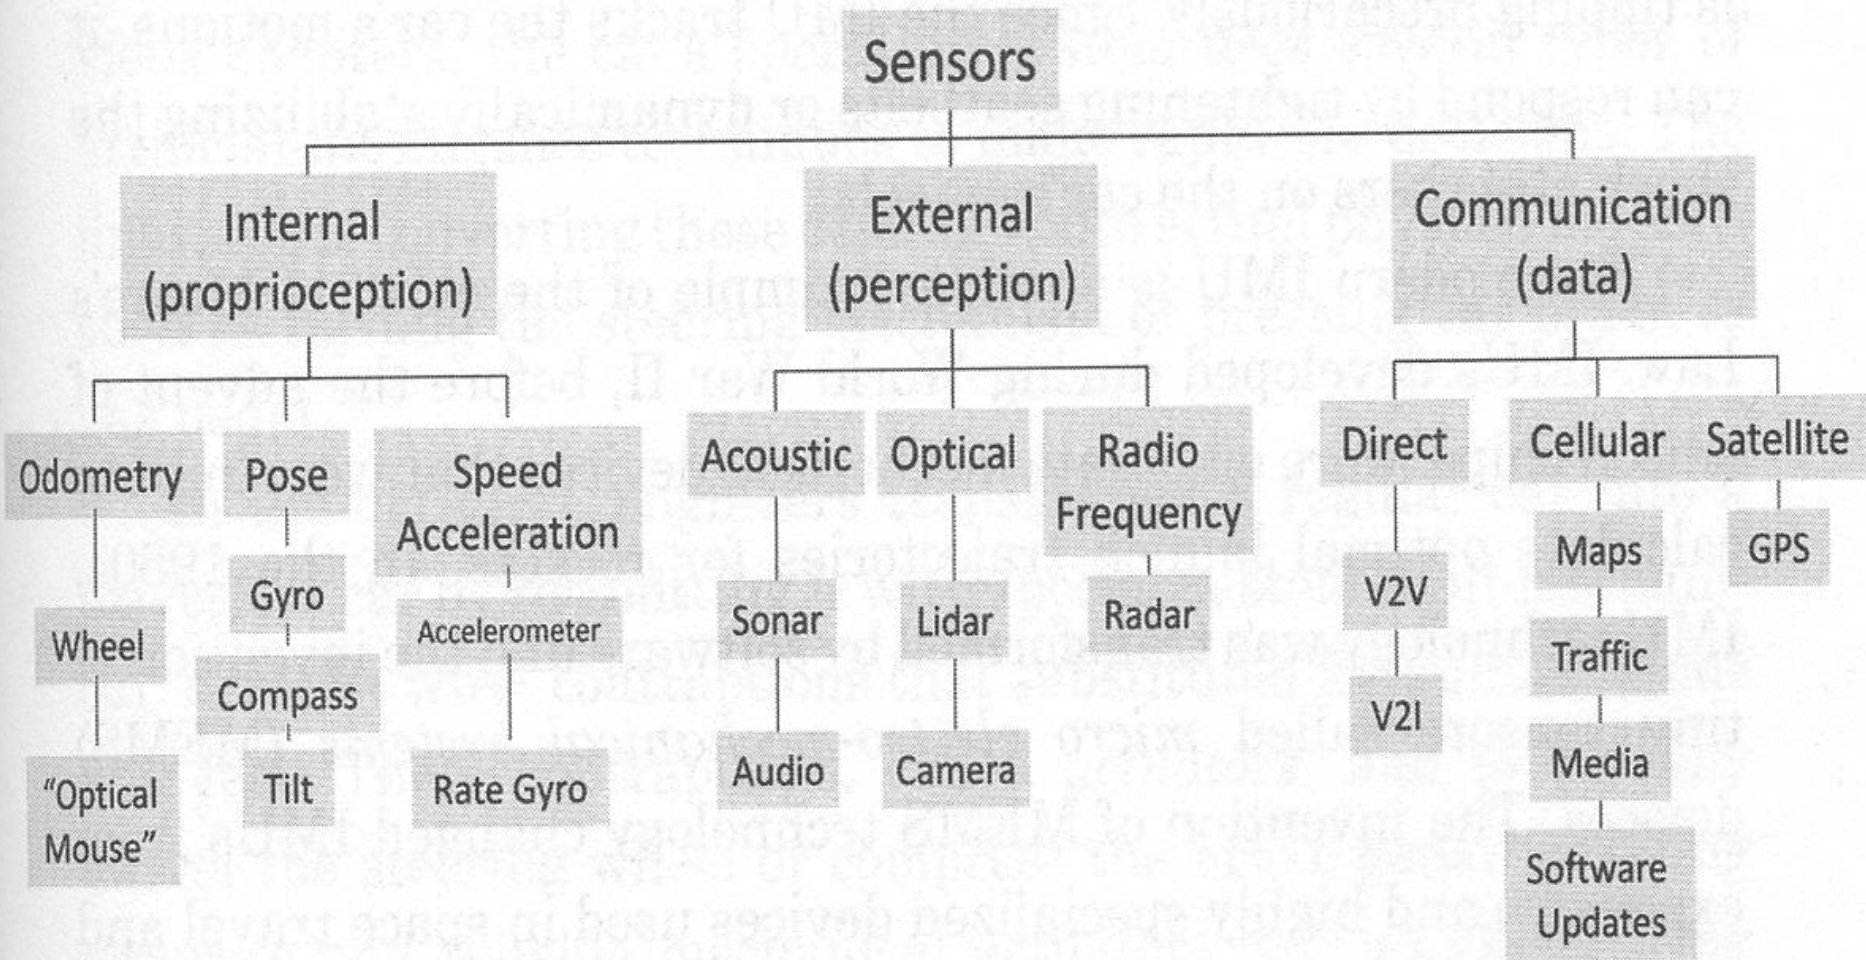 Sensors
Internal
(proprioception)
External
(perception)
Communication
(data)
Odometry
Pose
Speed
Acceleration
Acoustic
Optical
Radio
Frequency
Direct
Cellular
Satellite
Wheel
"Optical
Mouse"
Gyro
Compass
Tilt
Accelerometer
Rate Gyro
Sonar
Audio
Lidar
Camera
Radar
V2V
V2I
Maps
Traffic
Media
Software
Updates
GPS